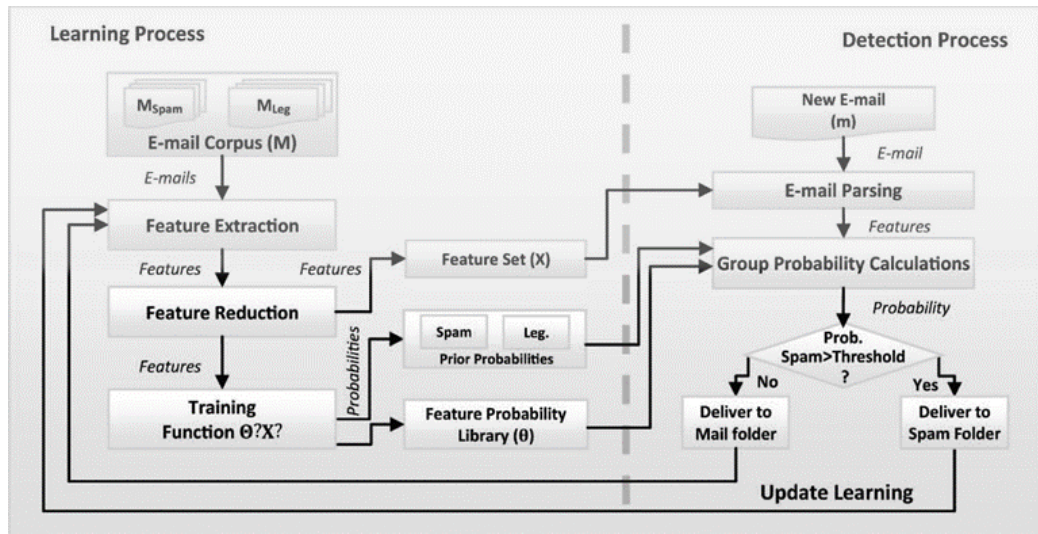 Learning Process
Detection Process
MSpam
MLeg
E-mail Corpus (M)
E-mails
Feature Extraction
Features
Features
Feature Reduction
Features
Training
Function Θ?X?
Probabilities
Feature Set (X)
Spam
Leg.
Prior Probabilities
Feature Probability
Library (θ)
New E-mail
(m)
E-mail
E-mail Parsing
Features
Group Probability Calculations
Probability
Prob.
Spam>Threshold
?
No
Yes
Deliver to
Mail folder
Deliver to
Spam Folder
Update Learning